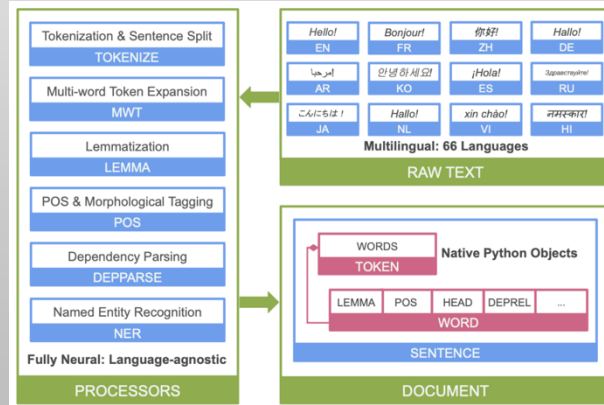 Tokenization & Sentence Split
TOKENIZE
Multi-word Token Expansion
MWT
Lemmatization
LEMMA
POS & Morphological Tagging
POS
Dependency Parsing
DEPPARSE
Named Entity Recognition
NER
Fully Neural: Language-agnostic
PROCESSORS
Hello! Bonjour! 你好! Hallo!
EN FR ZH DE
مرحبا! 안녕하세요! ¡Hola! Здравствуйте!
AR KO ES RU
こんにちは! Hallo! xin chào! नमस्कार!
JA NL VI HI
Multilingual: 66 Languages
RAW TEXT
WORDS
TOKEN
Native Python Objects
LEMMA POS HEAD DEPREL ...
WORD
SENTENCE
DOCUMENT